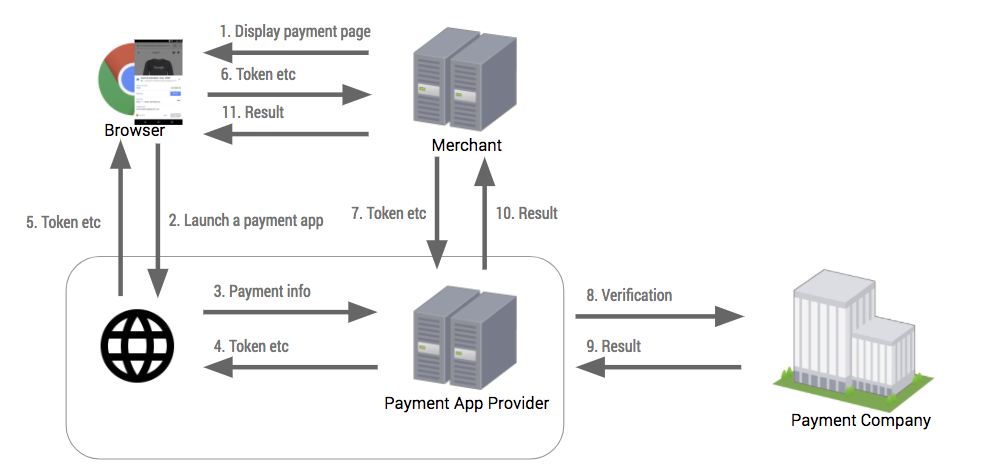 1. Display payment page
6. Token etc
11. Result
Browser
Merchant
5. Token etc
2. Launch a payment app
7. Token etc
10. Result
3. Payment info
8. Verification
4. Token etc
9. Result
Payment App Provider
Payment Company